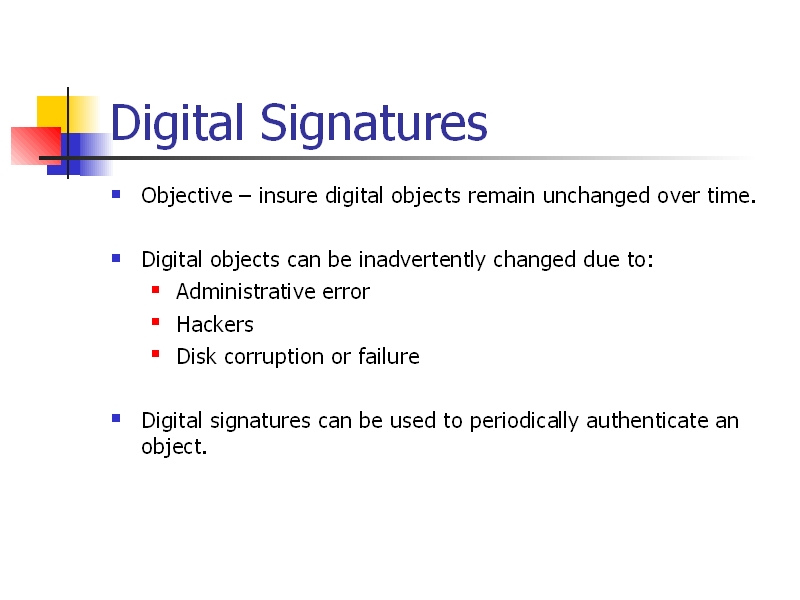 Digital Signatures
Objective – insure digital objects remain unchanged over time.
Digital objects can be inadvertently changed due to:
Administrative error
Hackers
Disk corruption or failure
Digital signatures can be used to periodically authenticate an
object.